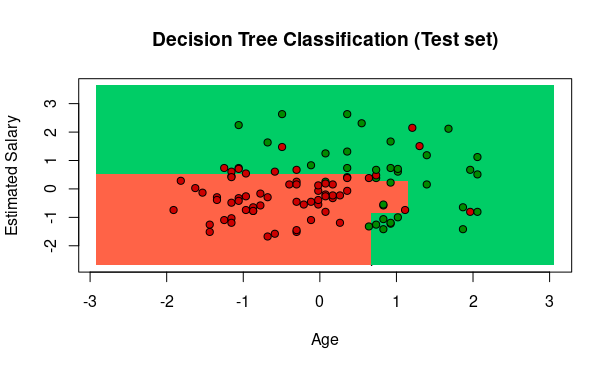 Decision Tree Classification (Test set)
Estimated Salary
3
2
1
0
-1
-2
-3 -2 -1 0 1 2 3
Age